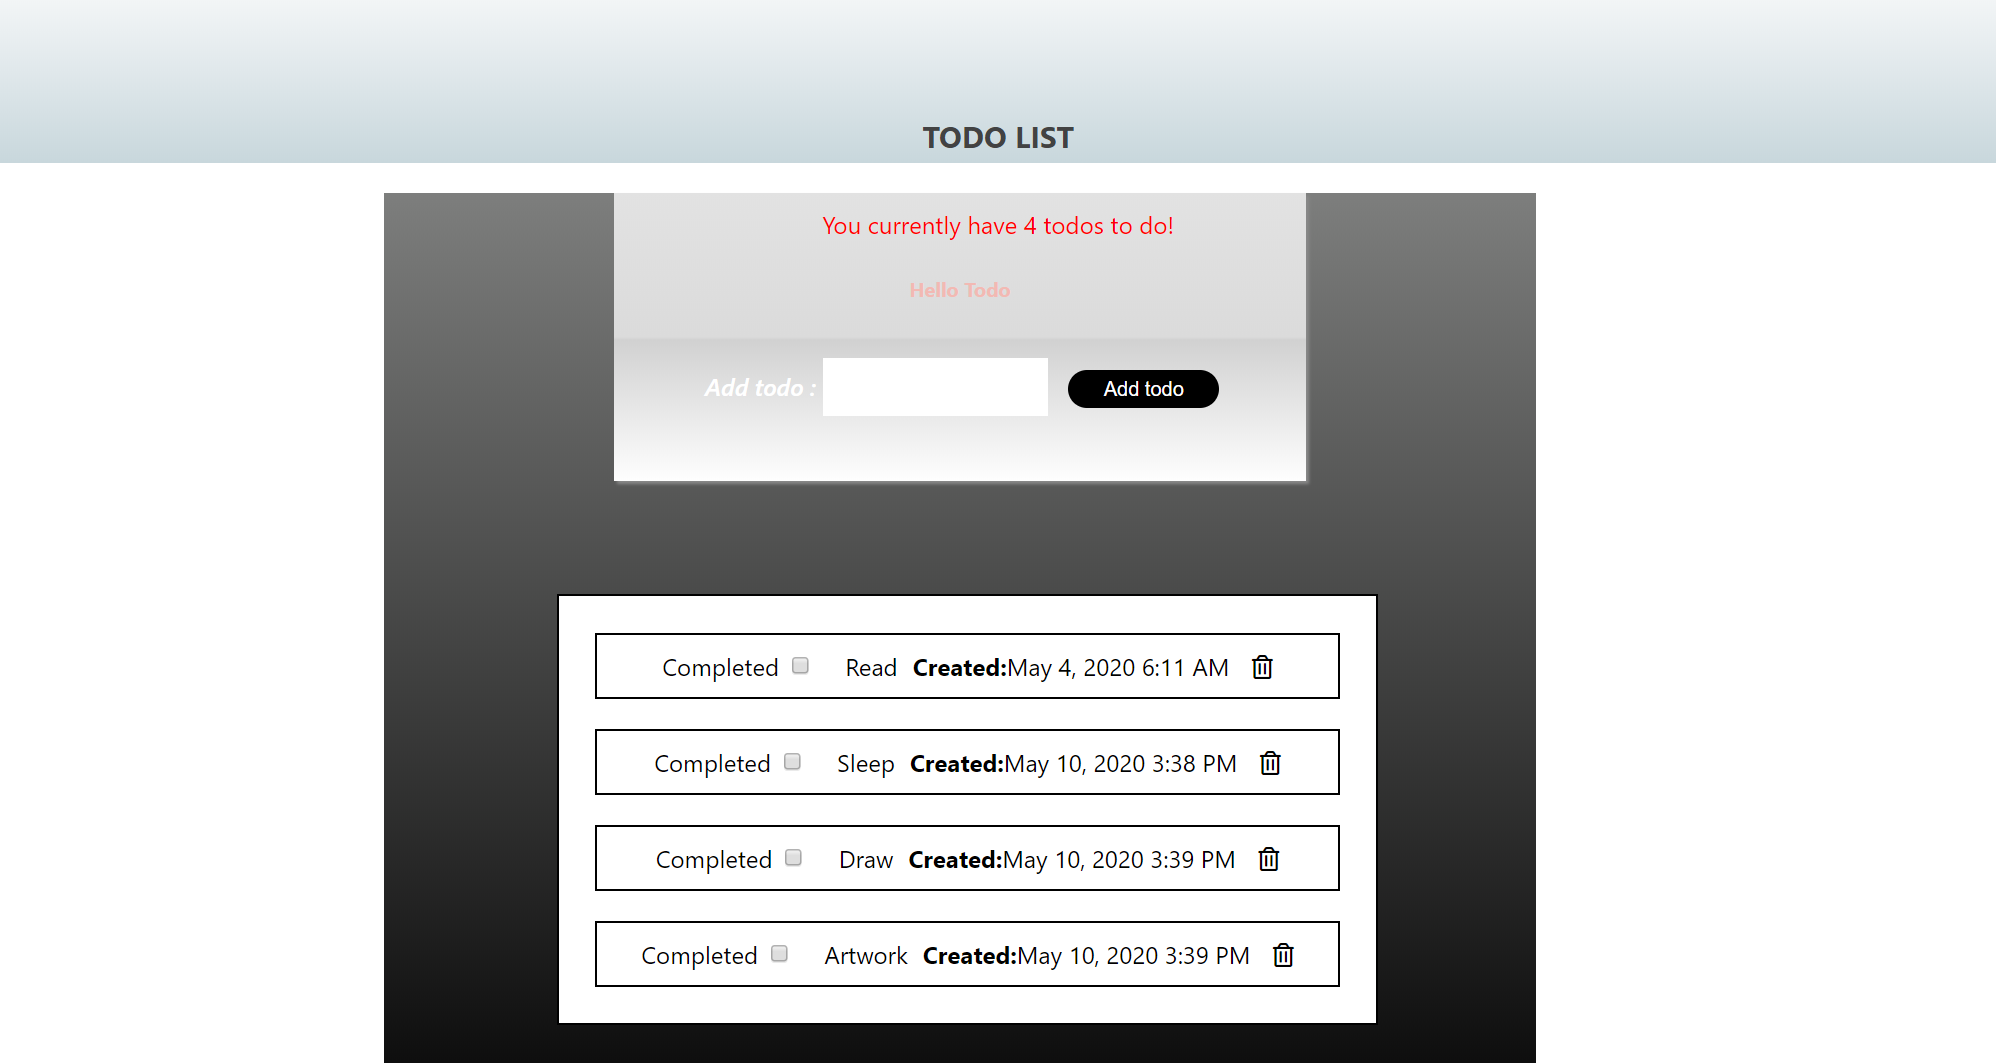 TODO LIST
You currently have 4 todos to do!
Hello Todo
Add todo : Add todo
Completed Read Created:May 4, 2020 6:11 AM
Completed Sleep Created:May 10, 2020 3:38 PM
Completed Draw Created:May 10, 2020 3:39 PM
Completed Artwork Created:May 10, 2020 3:39 PM